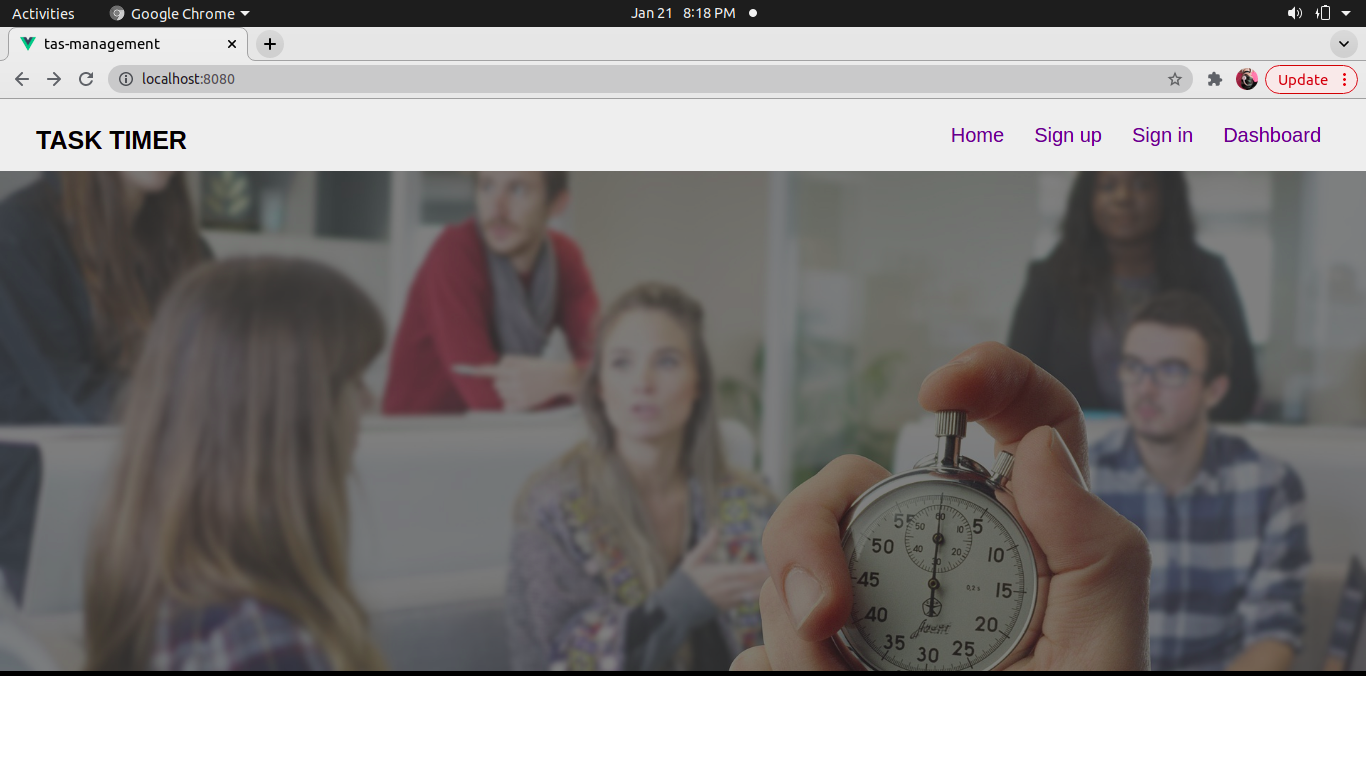 Activities Google Chrome Jan 21 8:18 PM
tas-management
localhost:8080 Update
TASK TIMER Home Sign up Sign in Dashboard
60
55 5
50 10
50 60 10
40 20
30
45 0,2 s 15
40 20
35 25
30